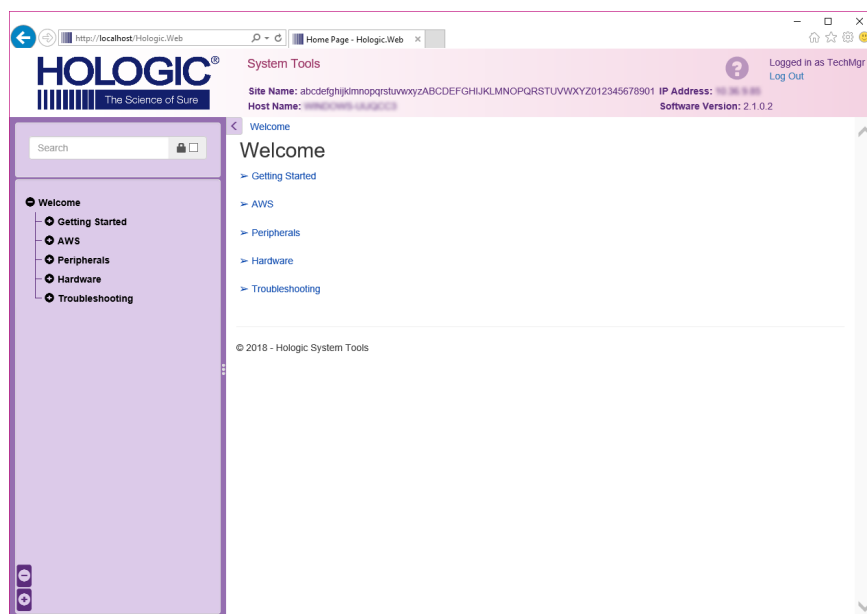 http://localhost/Hologic.Web
Home Page - Hologic.Web
HOLOGIC®
The Science of Sure
System Tools
Logged in as TechMgr
Log Out
Site Name: abcdefghijklmnopqrstuvwxyzABCDEFGHIJKLMNOPQRSTUVWXYZ012345678901 IP Address:
Host Name:
Software Version: 2.1.0.2
Search
Welcome
Getting Started
AWS
Peripherals
Hardware
Troubleshooting
Welcome
Welcome
➢ Getting Started
➢ AWS
➢ Peripherals
➢ Hardware
➢ Troubleshooting
© 2018 - Hologic System Tools